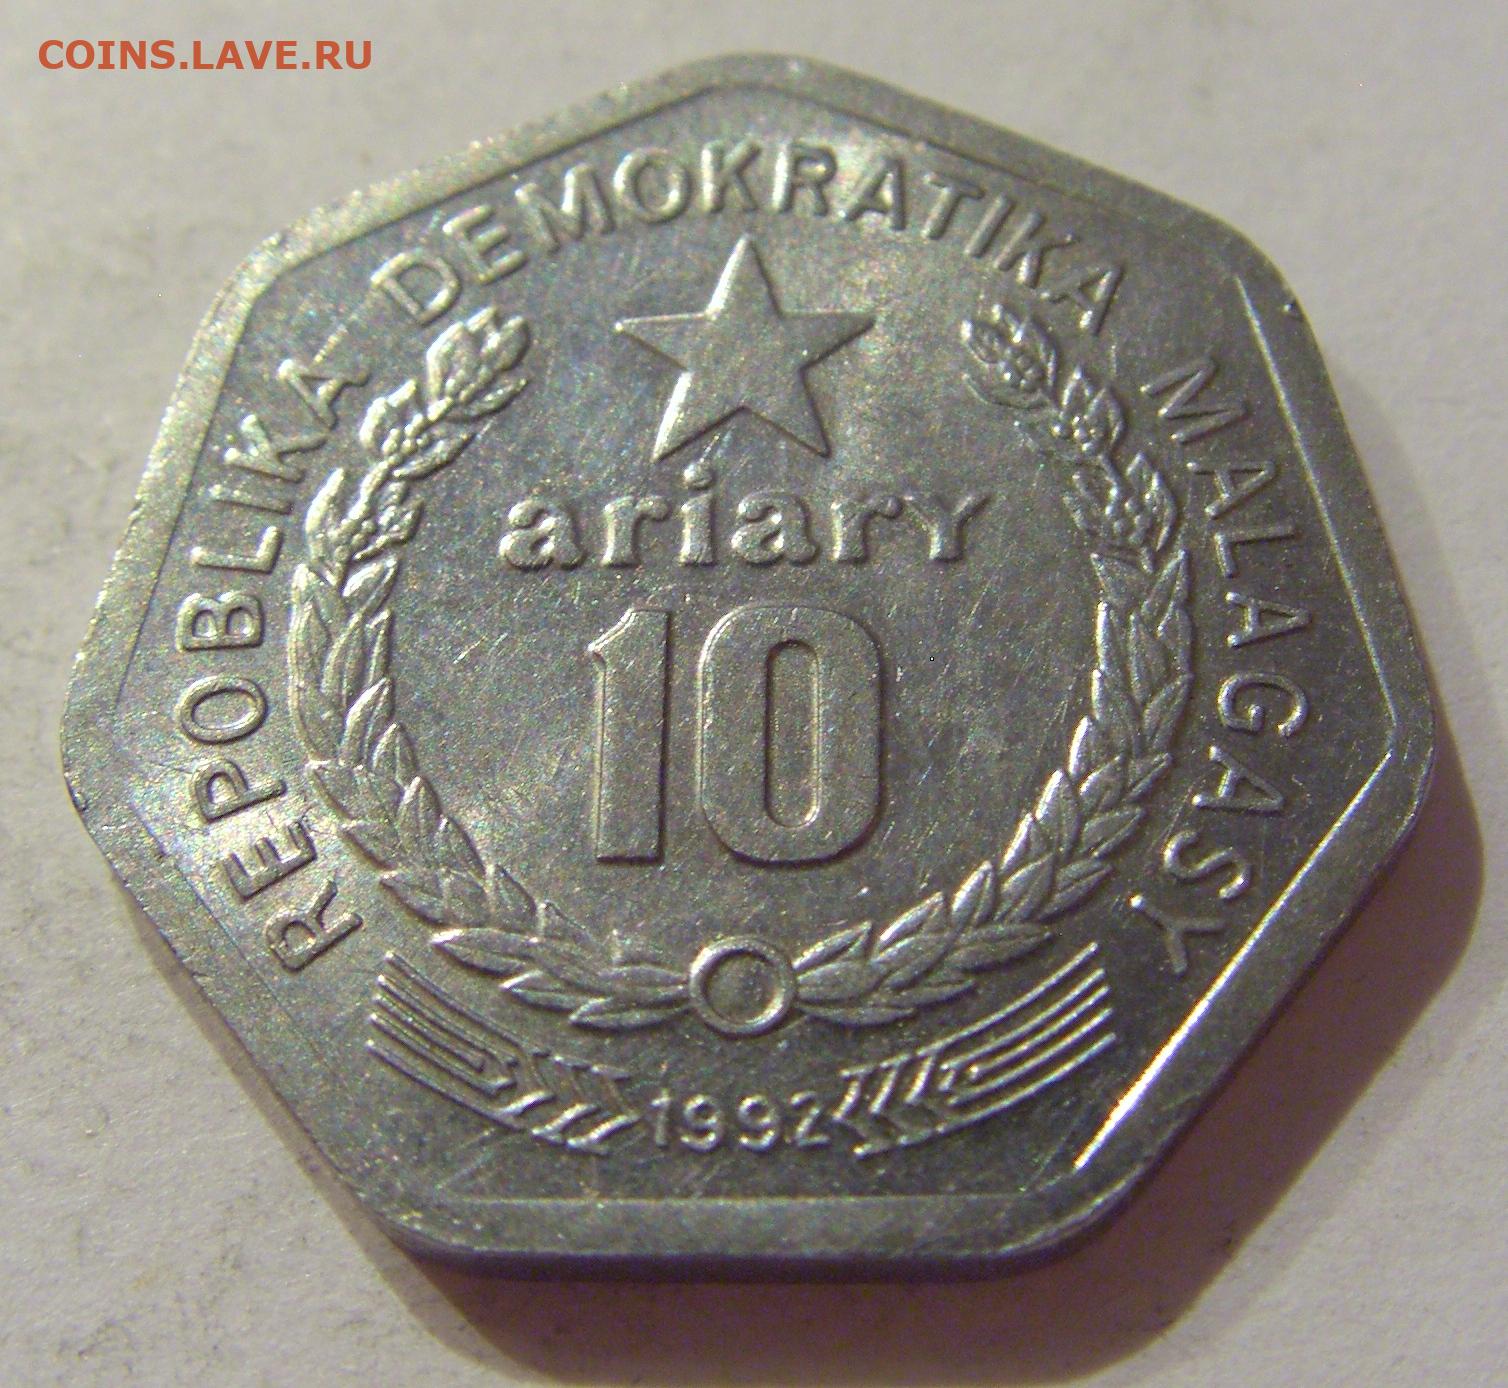 COINS.LAVE.RU
REPOBLIKA DEMOKRATIKA MALAGASY
ariary
10
1992